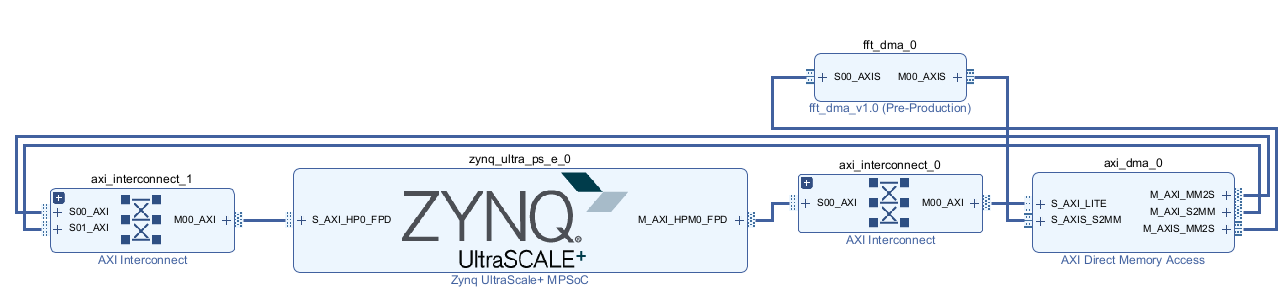 fft_dma_0
S00_AXIS M00_AXIS
fft_dma_v1.0 (Pre-Production)
axi_interconnect_1
S00_AXI
S01_AXI
M00_AXI
AXI Interconnect
zynq_ultra_ps_e_0
S_AXI_HP0_FPD
ZYNQ
UltraSCALE+
M_AXI_HPM0_FPD
Zynq UltraScale+ MPSoC
axi_interconnect_0
S00_AXI M00_AXI
AXI Interconnect
axi_dma_0
S_AXI_LITE
S_AXIS_S2MM
M_AXI_MM2S
M_AXI_S2MM
M_AXIS_MM2S
AXI Direct Memory Access